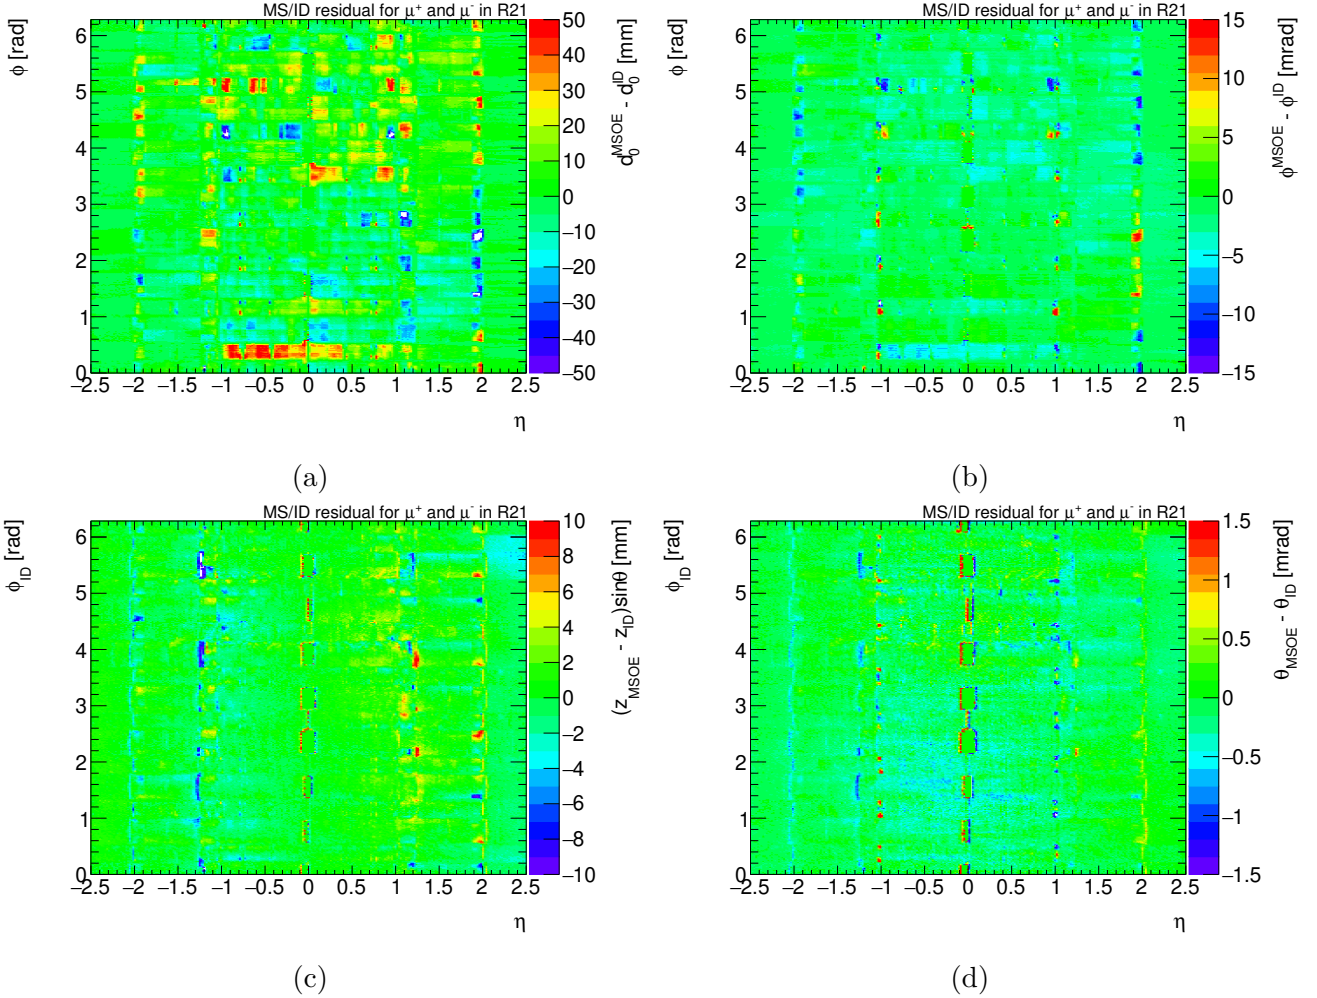 MS/ID residual for μ⁺ and μ⁻ in R21
ϕ [rad]
6
5
4
3
2
1
0
−2.5 −2 −1.5 −1 −0.5 0 0.5 1 1.5 2 2.5
η
50
40
30
20
10
0
−10
−20
−30
−40
−50
d₀^MSOE - d₀^ID [mm]
(a)
MS/ID residual for μ⁺ and μ⁻ in R21
ϕ [rad]
6
5
4
3
2
1
0
−2.5 −2 −1.5 −1 −0.5 0 0.5 1 1.5 2 2.5
η
15
10
5
0
−5
−10
−15
ϕ^MSOE - ϕ^ID [mrad]
(b)
MS/ID residual for μ⁺ and μ⁻ in R21
ϕ_ID [rad]
6
5
4
3
2
1
0
−2.5 −2 −1.5 −1 −0.5 0 0.5 1 1.5 2 2.5
η
10
8
6
4
2
0
−2
−4
−6
−8
−10
(z_MSOE - z_ID)sinθ [mm]
(c)
MS/ID residual for μ⁺ and μ⁻ in R21
ϕ_ID [rad]
6
5
4
3
2
1
0
−2.5 −2 −1.5 −1 −0.5 0 0.5 1 1.5 2 2.5
η
1.5
1
0.5
0
−0.5
−1
−1.5
θ_MSOE - θ_ID [mrad]
(d)